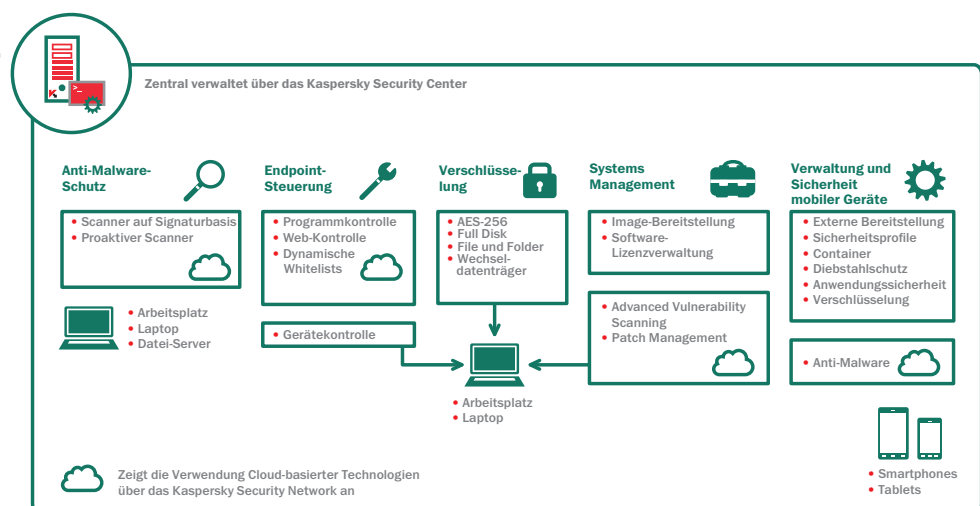 Zentral verwaltet über das Kaspersky Security Center
Anti-Malware-
Schutz
• Scanner auf Signaturbasis
• Proaktiver Scanner
• Arbeitsplatz
• Laptop
• Datei-Server
Endpoint-
Steuerung
• Programmkontrolle
• Web-Kontrolle
• Dynamische
Whitelists
• Gerätekontrolle
Verschlüsse-
lung
• AES-256
• Full Disk
• File und Folder
• Wechsel-
datenträger
• Arbeitsplatz
• Laptop
Systems
Management
• Image-Bereitstellung
• Software-
Lizenzverwaltung
• Advanced Vulnerability
Scanning
• Patch Management
Verwaltung und
Sicherheit
mobiler Geräte
• Externe Bereitstellung
• Sicherheitsprofile
• Container
• Diebstahlschutz
• Anwendungssicherheit
• Verschlüsselung
• Anti-Malware
• Smartphones
• Tablets
Zeigt die Verwendung Cloud-basierter Technologien
über das Kaspersky Security Network an